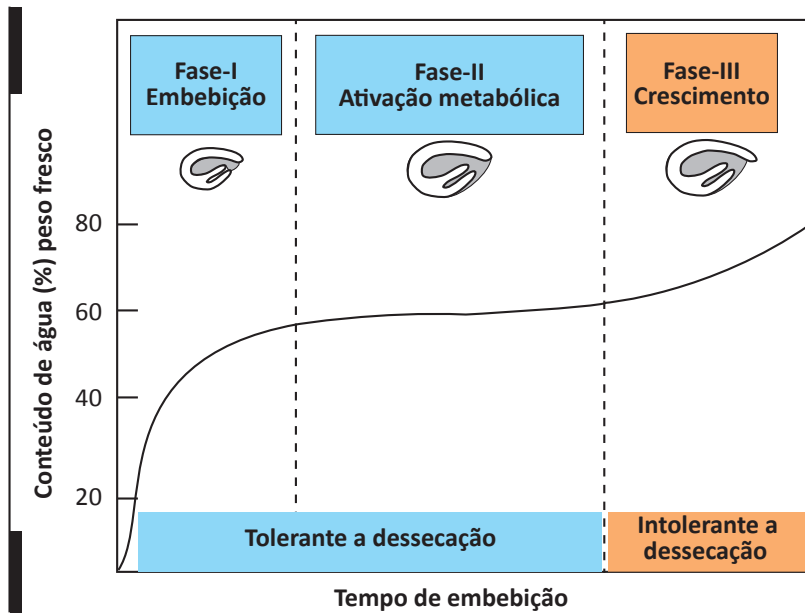 Fase-I
Embebição
Fase-II
Ativação metabólica
Fase-III
Crescimento
Conteúdo de água (%) peso fresco
80
60
40
20
Tolerante a dessecação
Intolerante a
dessecação
Tempo de embebição